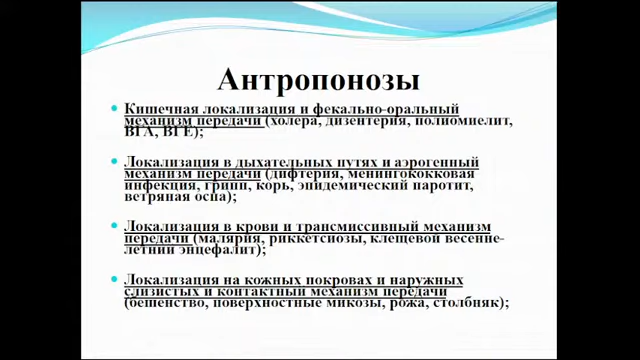 Антропонозы
Кишечная локализация и фекально-оральный
механизм передачи (холера, дизентерия, полиомиелит,
ВГА, ВГЕ);
Локализация в дыхательных путях и аэрогенный
механизм передачи (дифтерия, менингококковая
инфекция, грипп, корь, эпидемический паротит,
ветряная оспа);
Локализация в крови и трансмиссивный механизм
передачи (малярия, риккетсиозы, клещевой весенне-
летний энцефалит);
Локализация на кожных покровах и наружных
слизистых и контактный механизм передачи
(бешенство, поверхностные микозы, рожа, столбняк);